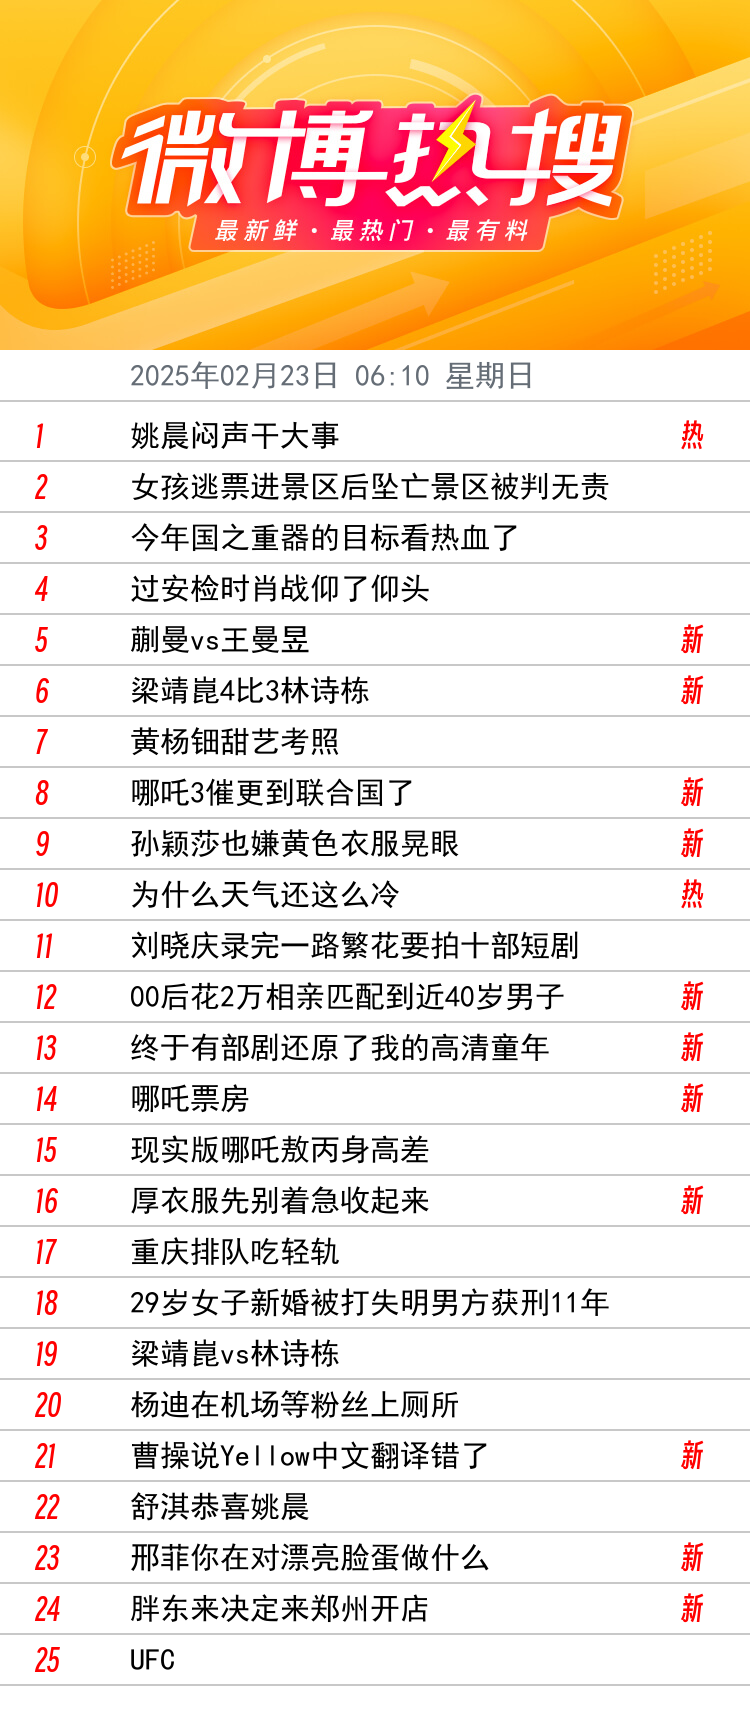 微博热搜
最新鲜·最热门·最有料
2025年02月23日 06:10 星期日
1 姚晨闷声干大事 热
2 女孩逃票进景区后坠亡景区被判无责
3 今年国之重器的目标看热血了
4 过安检时肖战仰了仰头
5 蒯曼vs王曼昱 新
6 梁靖崑4比3林诗栋 新
7 黄杨钿甜艺考照
8 哪吒3催更到联合国了 新
9 孙颖莎也嫌黄色衣服晃眼 新
10 为什么天气还这么冷 热
11 刘晓庆录完一路繁花要拍十部短剧
12 00后花2万相亲匹配到近40岁男子 新
13 终于有部剧还原了我的高清童年 新
14 哪吒票房 新
15 现实版哪吒敖丙身高差
16 厚衣服先别着急收起来 新
17 重庆排队吃轻轨
18 29岁女子新婚被打失明男方获刑11年
19 梁靖崑vs林诗栋
20 杨迪在机场等粉丝上厕所
21 曹操说Yellow中文翻译错了 新
22 舒淇恭喜姚晨
23 邢菲你在对漂亮脸蛋做什么 新
24 胖东来决定来郑州开店 新
25 UFC